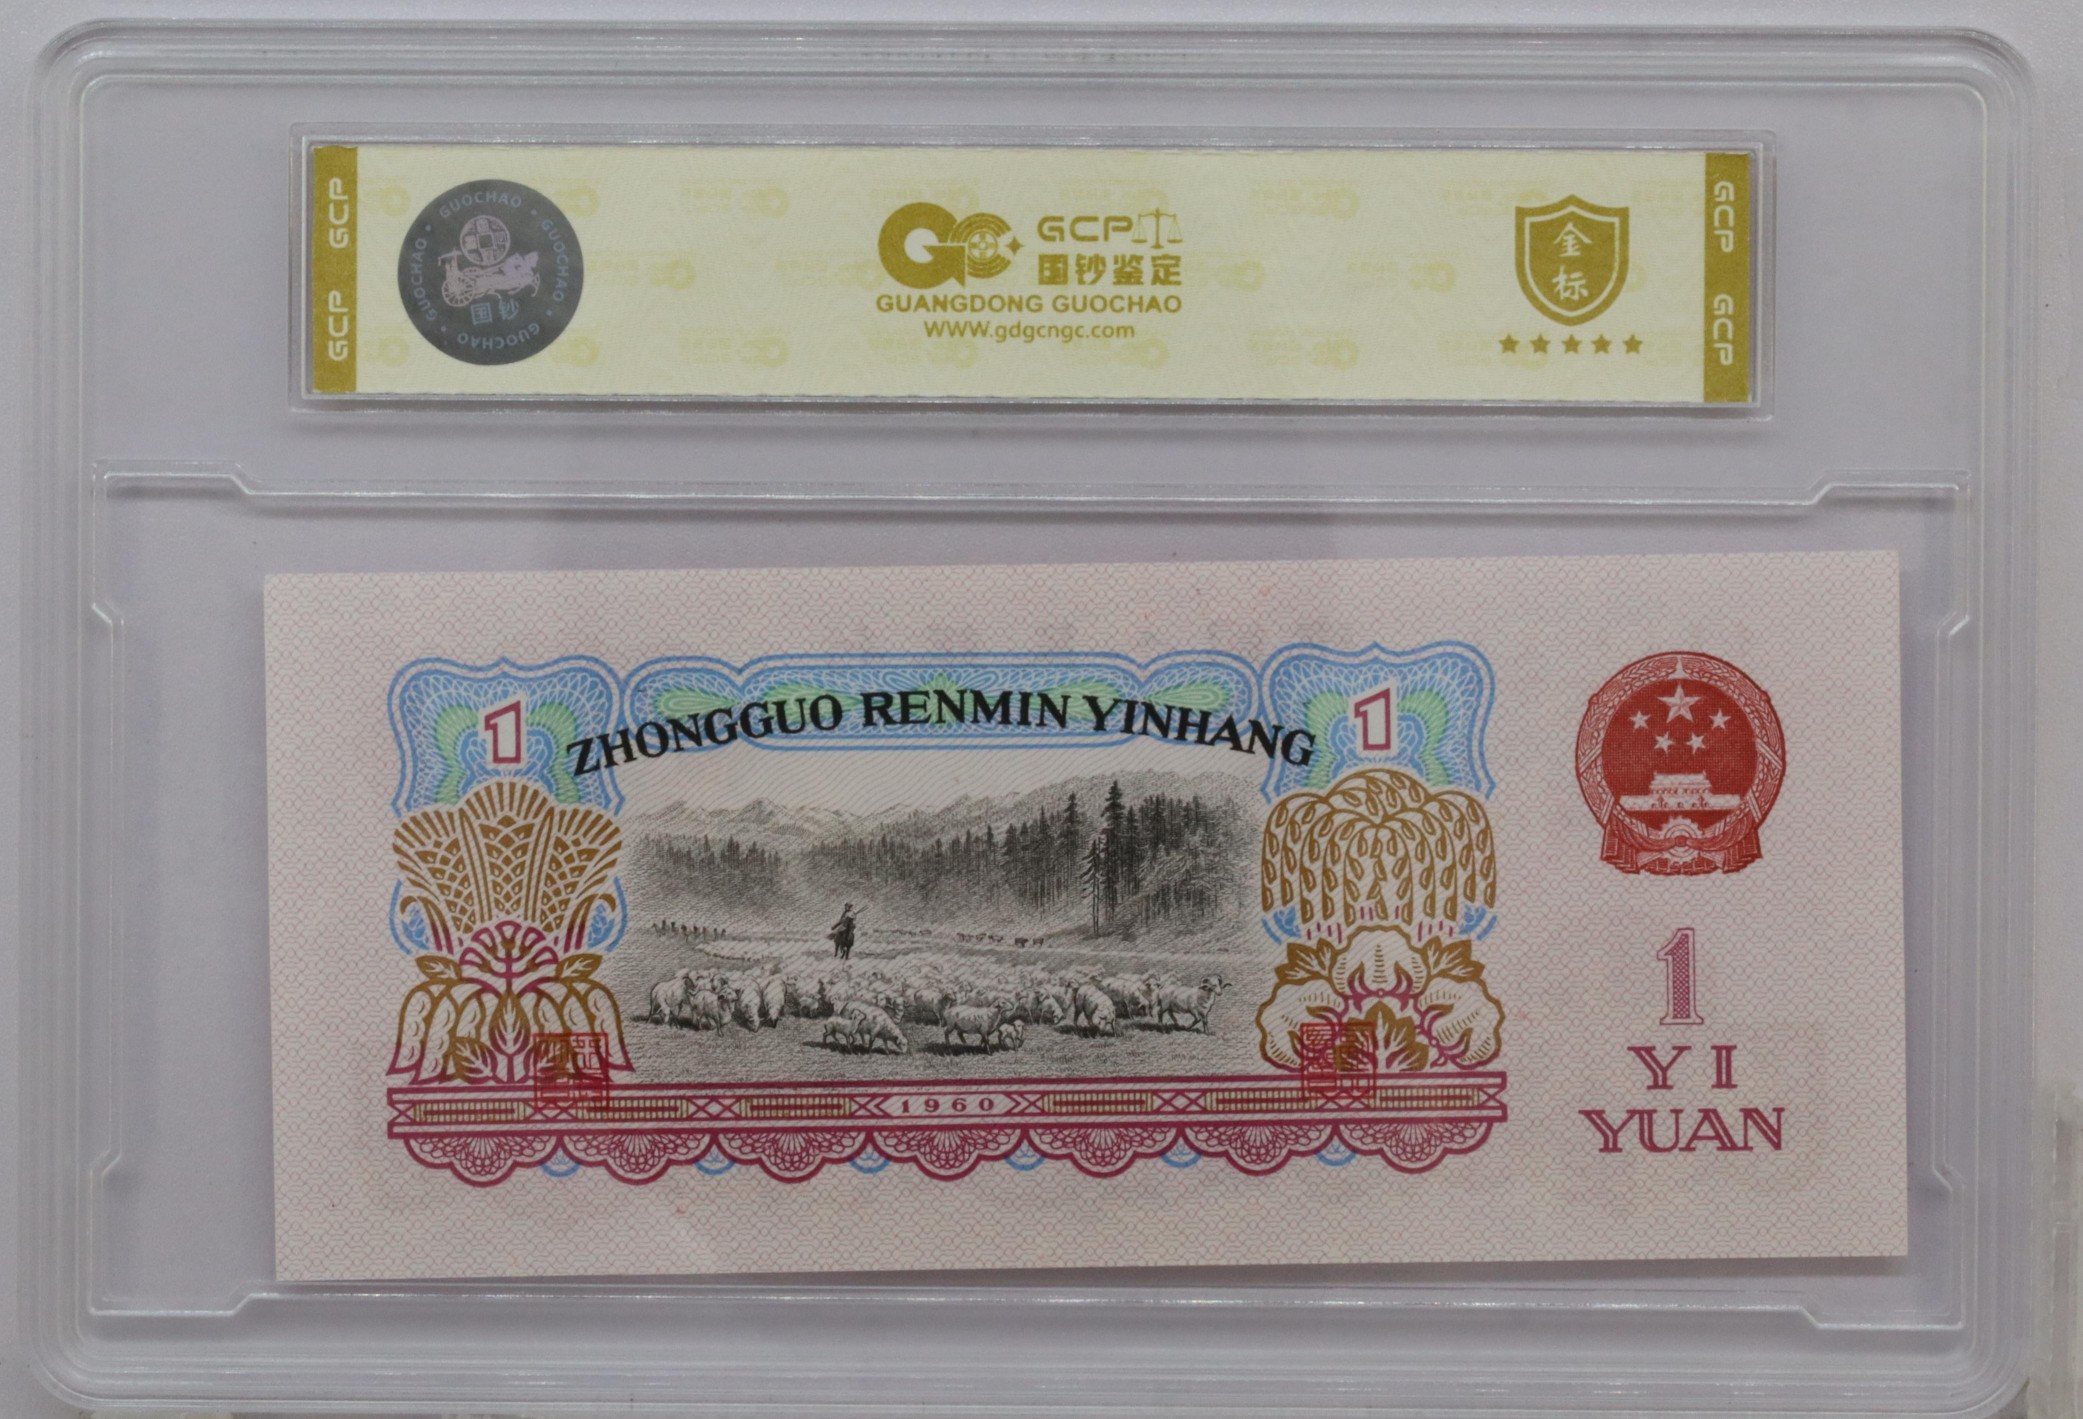 GCP
GCP
GUOCHAO • GUOCHAO • GUOCHAO • GUOCHAO •
国钞
GCP
国钞鉴定
GUANGDONG GUOCHAO
WWW.gdgcngc.com
金
标
GCP
GCP
1
ZHONGGUO RENMIN YINHANG
1
1960
1
YI
YUAN